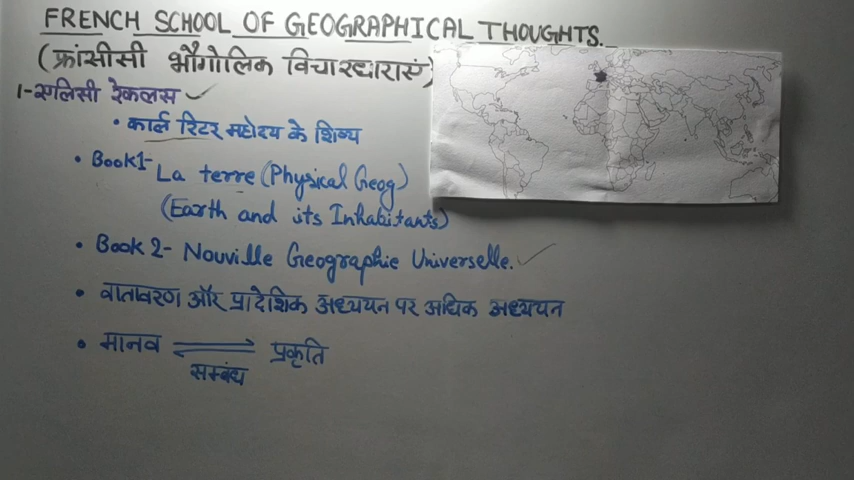 FRENCH SCHOOL OF GEOGRAPHICAL THOUGHTS.
(फ्रांसीसी भौगोलिक विचारधाराएं)
1-एलिसी रेकलस
• कार्ल रिटर महोदय के शिष्य
• Book1- La terre (Physical Geog)
(Earth and its Inhabitants)
• Book 2- Nouville Geographie Universelle.
• वातावरण और प्रादेशिक अध्ययन पर अधिक अध्ययन
• मानव ⇌ प्रकृति
सम्बंध